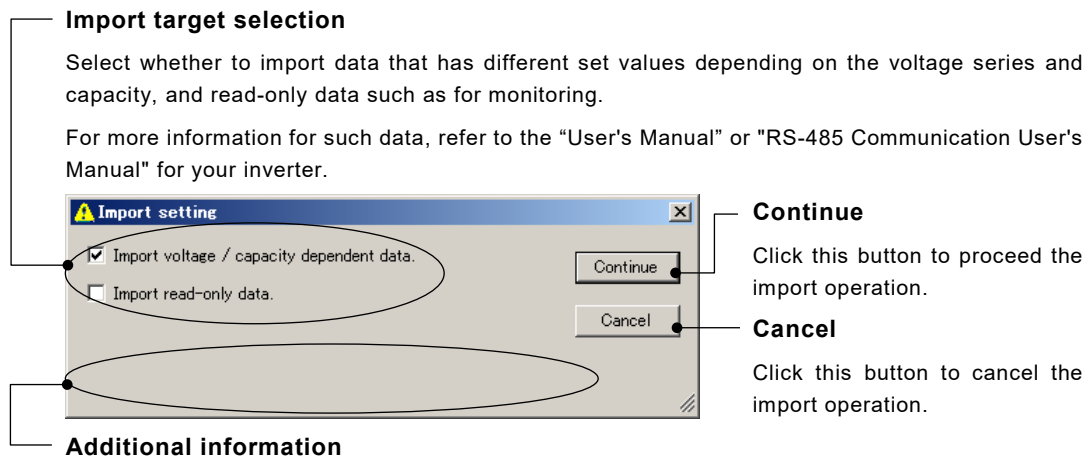 Import target selection
Select whether to import data that has different set values depending on the voltage series and
capacity, and read-only data such as for monitoring.
For more information for such data, refer to the “User's Manual” or "RS-485 Communication User's
Manual" for your inverter.
Import setting
Import voltage / capacity dependent data.
Import read-only data.
Continue
Cancel
Continue
Click this button to proceed the
import operation.
Cancel
Click this button to cancel the
import operation.
Additional information